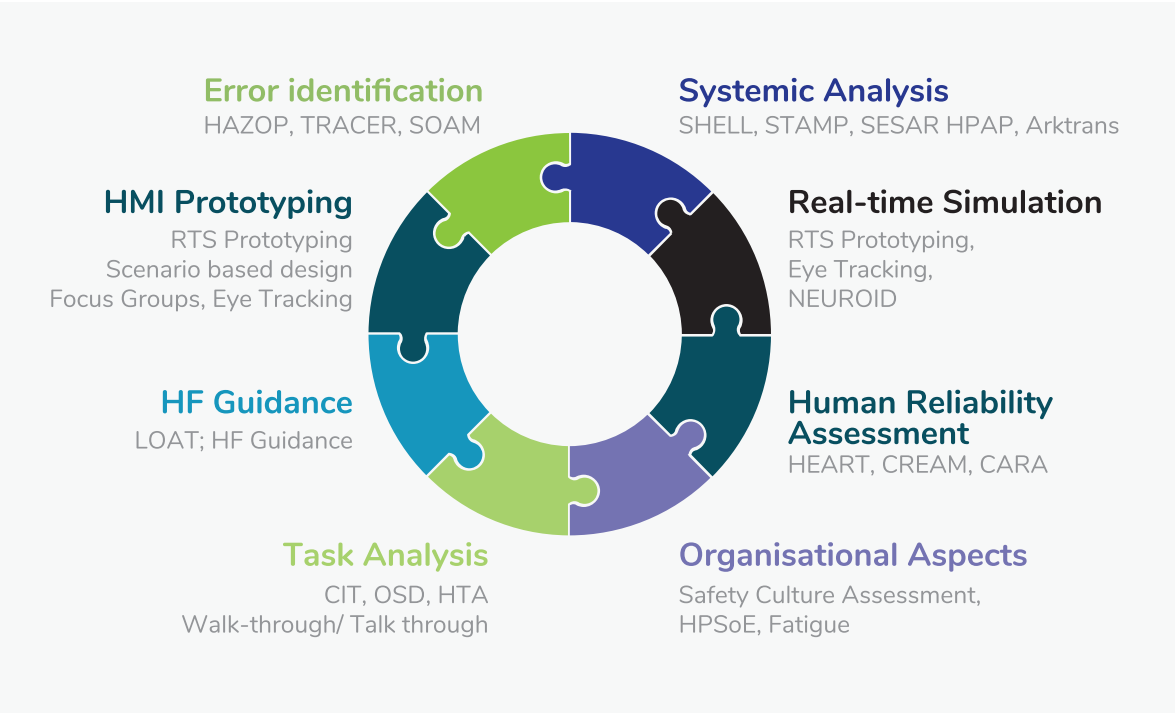 Error identification
HAZOP, TRACER, SOAM
Systemic Analysis
SHELL, STAMP, SESAR HPAP, Arktrans
HMI Prototyping
RTS Prototyping
Scenario based design
Focus Groups, Eye Tracking
Real-time Simulation
RTS Prototyping,
Eye Tracking,
NEUROID
HF Guidance
LOAT; HF Guidance
Human Reliability
Assessment
HEART, CREAM, CARA
Task Analysis
CIT, OSD, HTA
Walk-through/ Talk through
Organisational Aspects
Safety Culture Assessment,
HPSoE, Fatigue